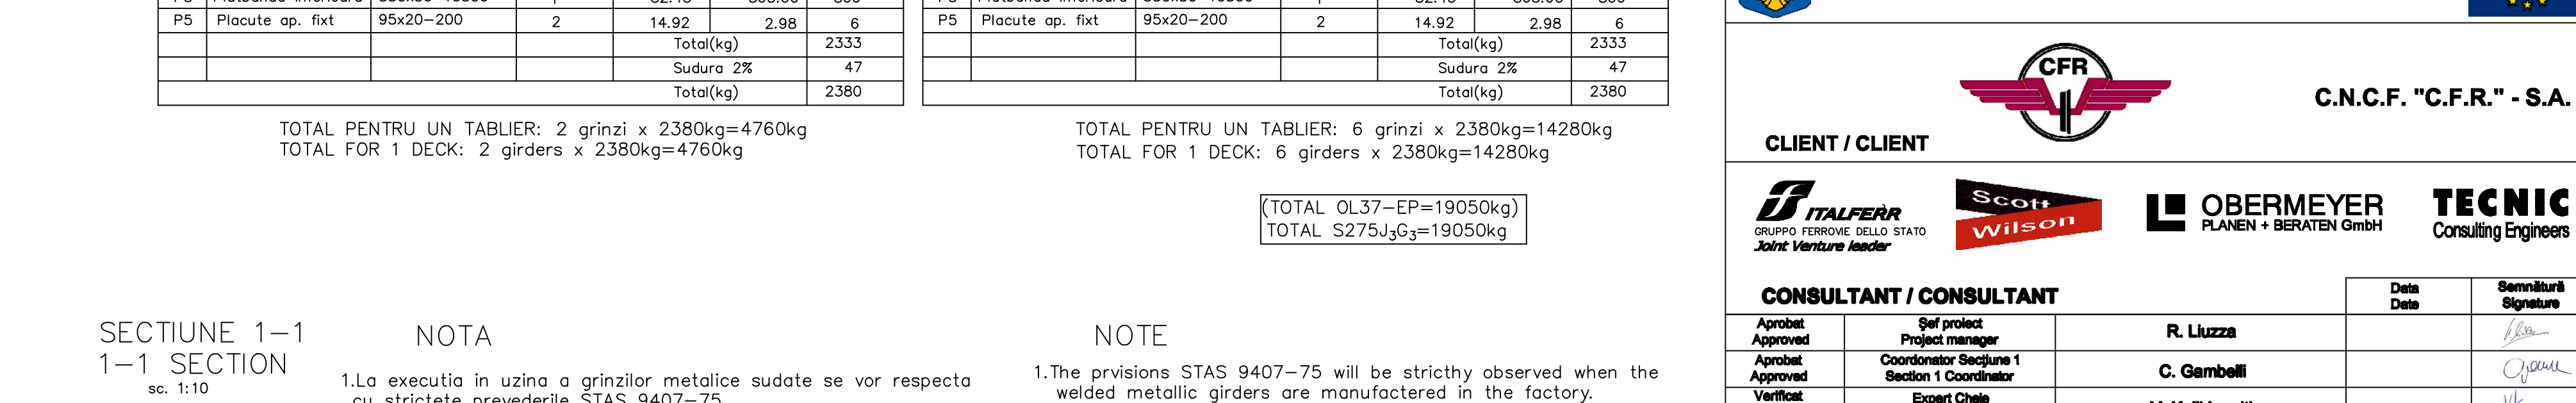 P5 Placute ap. fixt 95x20-200 2 14.92 2.98 6
Total(kg) 2333
Sudura 2% 47
Total(kg) 2380
TOTAL PENTRU UN TABLIER: 2 grinzi x 2380kg=4760kg
TOTAL FOR 1 DECK: 2 girders x 2380kg=4760kg
P5 Placute ap. fixt 95x20-200 2 14.92 2.98 6
Total(kg) 2333
Sudura 2% 47
Total(kg) 2380
TOTAL PENTRU UN TABLIER: 6 grinzi x 2380kg=14280kg
TOTAL FOR 1 DECK: 6 girders x 2380kg=14280kg
(TOTAL OL37-EP=19050kg)
TOTAL S275J3G3=19050kg
SECTIUNE 1-1
1-1 SECTION
sc. 1:10
NOTA
1.La executia in uzina a grinzilor metalice sudate se vor respecta
cu strictete prevederile STAS 9407-75.
NOTE
1.The prvisions STAS 9407-75 will be stricthy observed when the
welded metallic girders are manufactered in the factory.
CFR
C.N.C.F. "C.F.R." - S.A.
CLIENT / CLIENT
ITALFERR
GRUPPO FERROVIE DELLO STATO
Joint Venture leader
Scott
Wilson
OBERMEYER
PLANEN + BERATEN GmbH
TECNIC
Consulting Engineers
CONSULTANT / CONSULTANT
Data
Date
Semnătură
Signature
Aprobat
Approved
Şef proiect
Project manager
R. Liuzza
Aprobat
Approved
Coordonator Secţiune 1
Section 1 Coordinator
C. Gambelli
Verificat
Expert Cheie